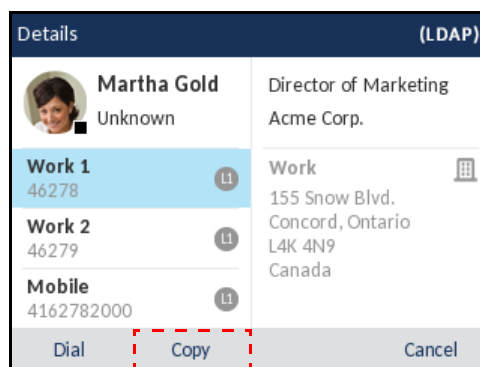 Details (LDAP)
Martha Gold
Unknown
Director of Marketing
Acme Corp.
Work 1
46278
L1
Work 2
46279
L1
Mobile
4162782000
L1
Work
155 Snow Blvd.
Concord, Ontario
L4K 4N9
Canada
Dial Copy Cancel